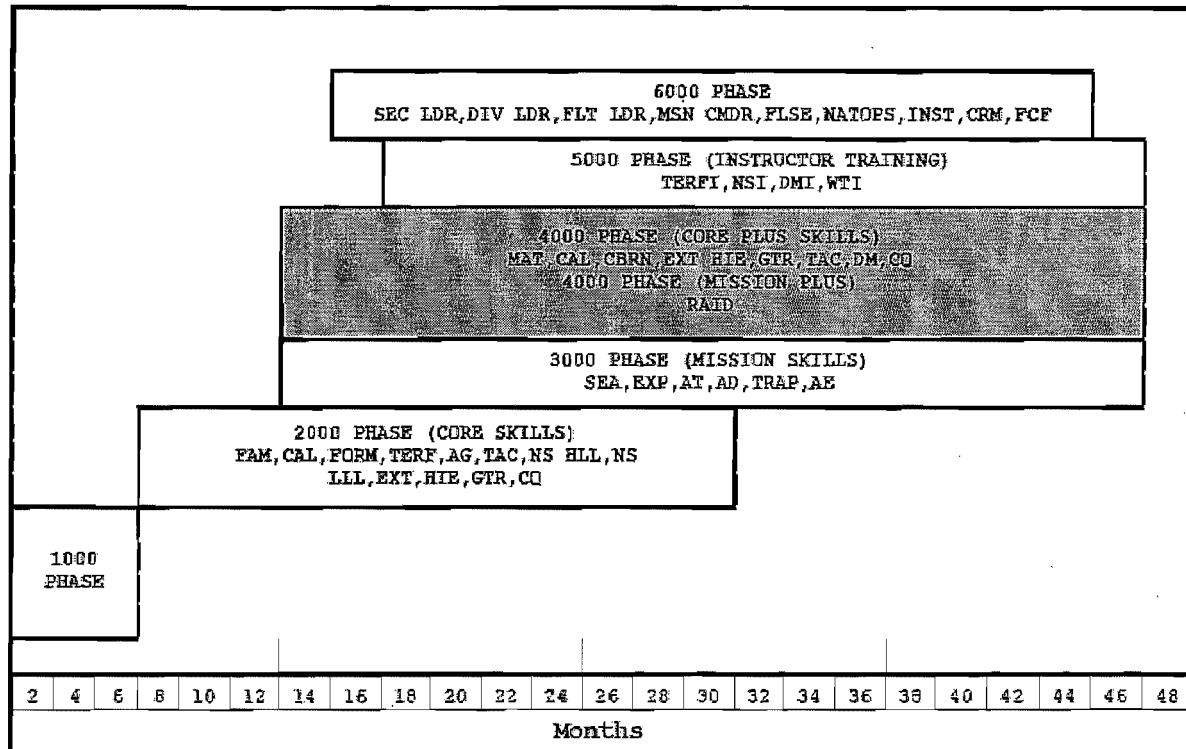 6000 PHASE
SEC LDR,DIV LDR,FLT LDR,MSN CMDR,FLSE,NATOPS,INST,CRM,FCF
5000 PHASE (INSTRUCTOR TRAINING)
TERFI,NSI,DMI,WTI
4000 PHASE (CORE PLUS SKILLS)
MAT,CAL,CBRN,EXT HIE,GTR,TAC,DM,CQ
4000 PHASE (MISSION PLUS)
RAID
3000 PHASE (MISSION SKILLS)
SEA,EXP,AT,AD,TRAP,AE
2000 PHASE (CORE SKILLS)
FAM,CAL,FORM,TERF,AG,TAC,NS HLL,NS
LLL,EXT,HIE,GTR,CQ
1000
PHASE
2 4 6 8 10 12 14 16 18 20 22 24 26 28 30 32 34 36 38 40 42 44 46 48
Months